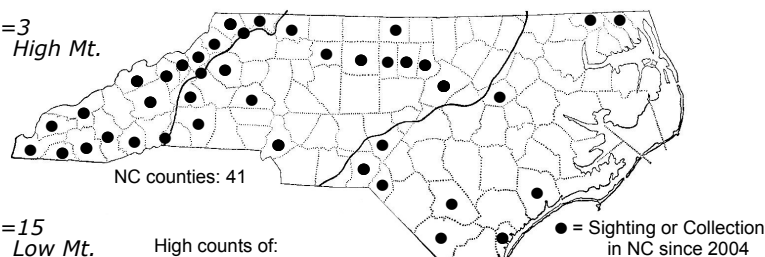 =3
High Mt.
NC counties: 41
=15
Low Mt.
High counts of:
● = Sighting or Collection
in NC since 2004